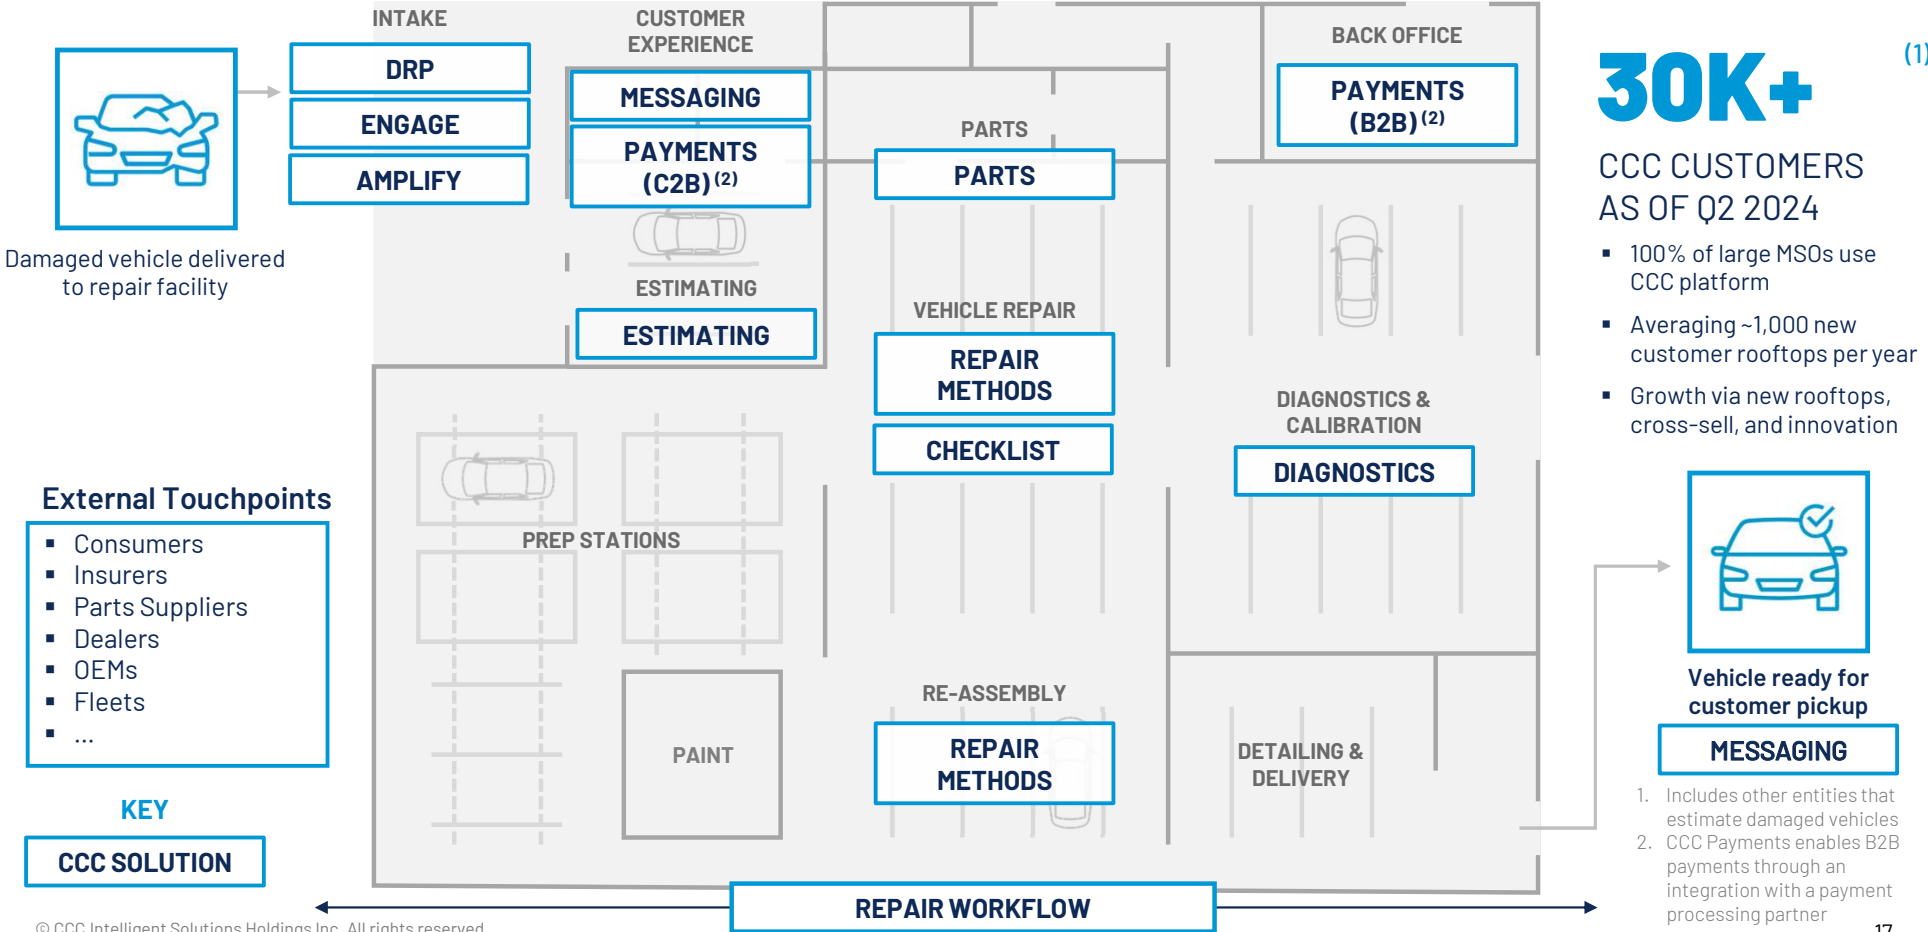 INTAKE
DRP
ENGAGE
AMPLIFY
Damaged vehicle delivered
to repair facility
CUSTOMER
EXPERIENCE
MESSAGING
PAYMENTS
(C2B) (2)
ESTIMATING
ESTIMATING
PARTS
PARTS
VEHICLE REPAIR
REPAIR
METHODS
CHECKLIST
BACK OFFICE
PAYMENTS
(B2B) (2)
DIAGNOSTICS &
CALIBRATION
DIAGNOSTICS
PREP STATIONS
PAINT
RE-ASSEMBLY
REPAIR
METHODS
DETAILING &
DELIVERY
External Touchpoints
▪ Consumers
▪ Insurers
▪ Parts Suppliers
▪ Dealers
▪ OEMs
▪ Fleets
▪ ...
KEY
CCC SOLUTION
REPAIR WORKFLOW
30K+ (1)
CCC CUSTOMERS
AS OF Q2 2024
▪ 100% of large MSOs use
CCC platform
▪ Averaging ~1,000 new
customer rooftops per year
▪ Growth via new rooftops,
cross-sell, and innovation
Vehicle ready for
customer pickup
MESSAGING
1. Includes other entities that
estimate damaged vehicles
2. CCC Payments enables B2B
payments through an
integration with a payment
processing partner
© CCC Intelligent Solutions Holdings Inc. All rights reserved
17